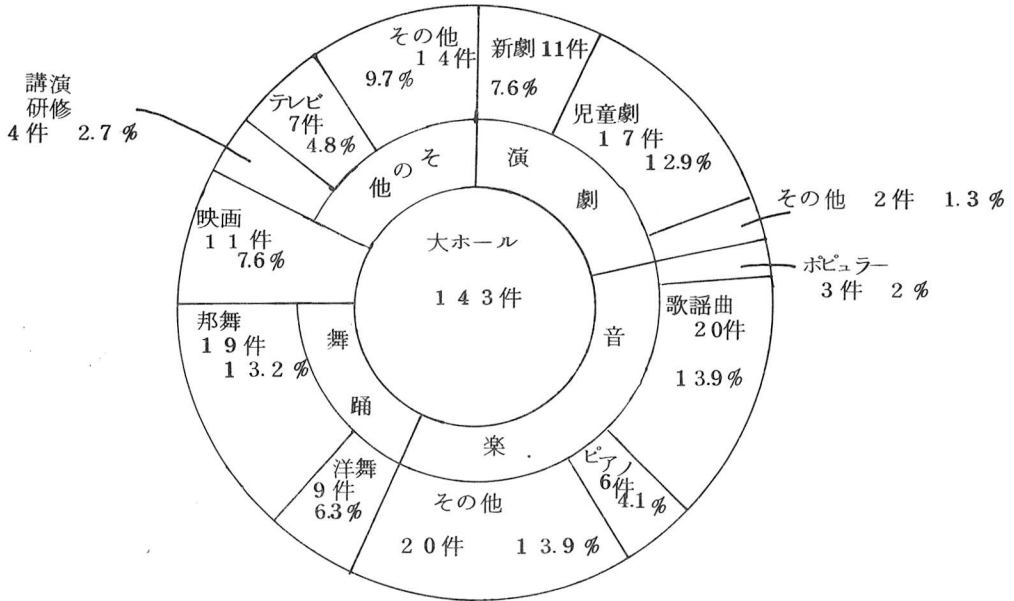 大ホール
143件
演劇
新劇11件
7.6%
児童劇
17件
12.9%
その他 2件 1.3%
音楽
ポピュラー
3件 2%
歌謡曲
20件
13.9%
ピアノ
6件
4.1%
その他
20件 13.9%
舞踊
洋舞
9件
6.3%
邦舞
19件
13.2%
映画
11件
7.6%
その他
講演
研修
4件 2.7%
テレビ
7件
4.8%
その他
14件
9.7%